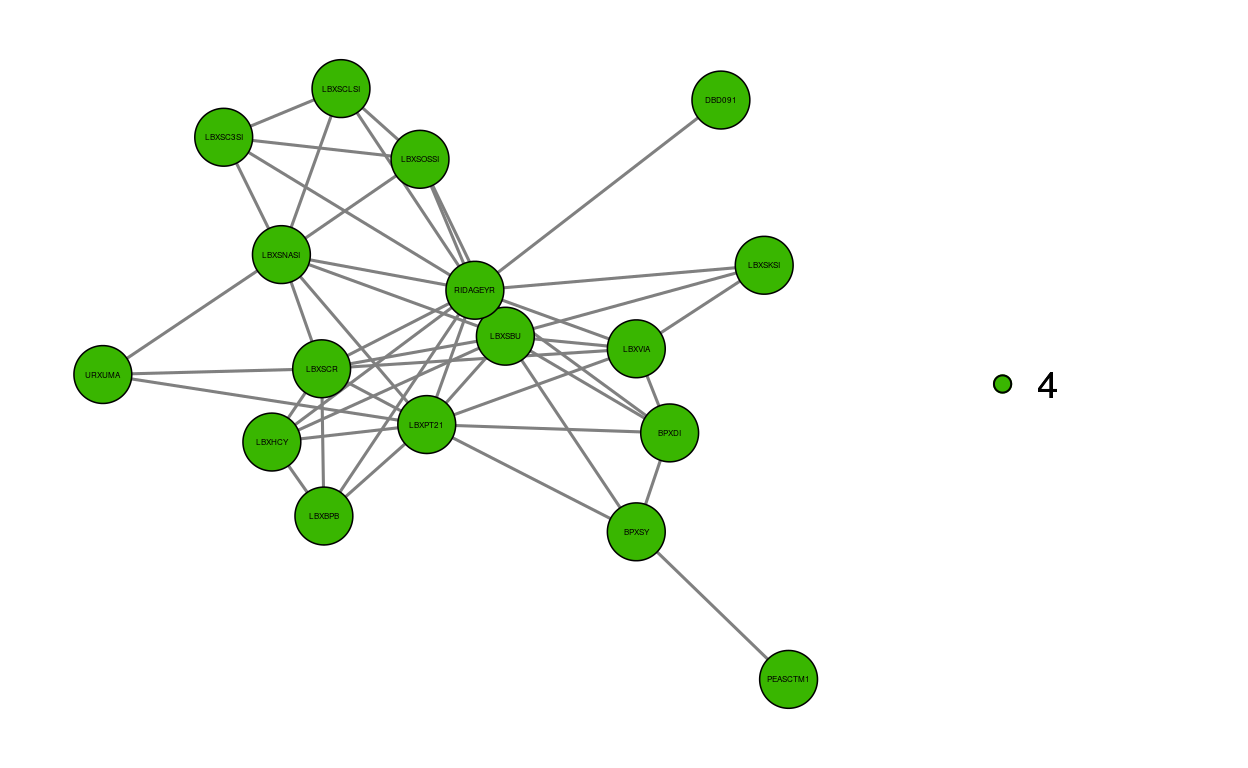 LBXSCLSI
DBD091
LBXSC3SI
LBXSOSSI
LBXSNASI
LBXSKSI
RIDAGEYR
LBXSBU
LBXVIA
LBXSCR
URXUMA
4
LBXPT21
BPXDI
LBXHCY
LBXBPB
BPXSY
PEASCTM1